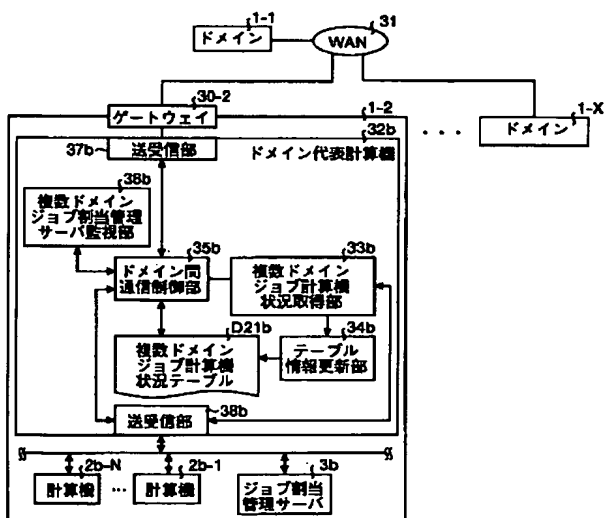 1-1
ドメイン
31
WAN
30-2
ゲートウェイ
1-2
1-X
ドメイン
・・・
32b
37b
送受信部
ドメイン代表計算機
38b
複数ドメイン
ジョブ割当管理
サーバ監視部
35b
ドメイン間
通信制御部
33b
複数ドメイン
ジョブ計算機
状況取得部
D21b
複数ドメイン
ジョブ計算機
状況テーブル
34b
テーブル
情報更新部
38b
送受信部
2b-N
計算機
…
2b-1
計算機
3b
ジョブ割当
管理サーバ